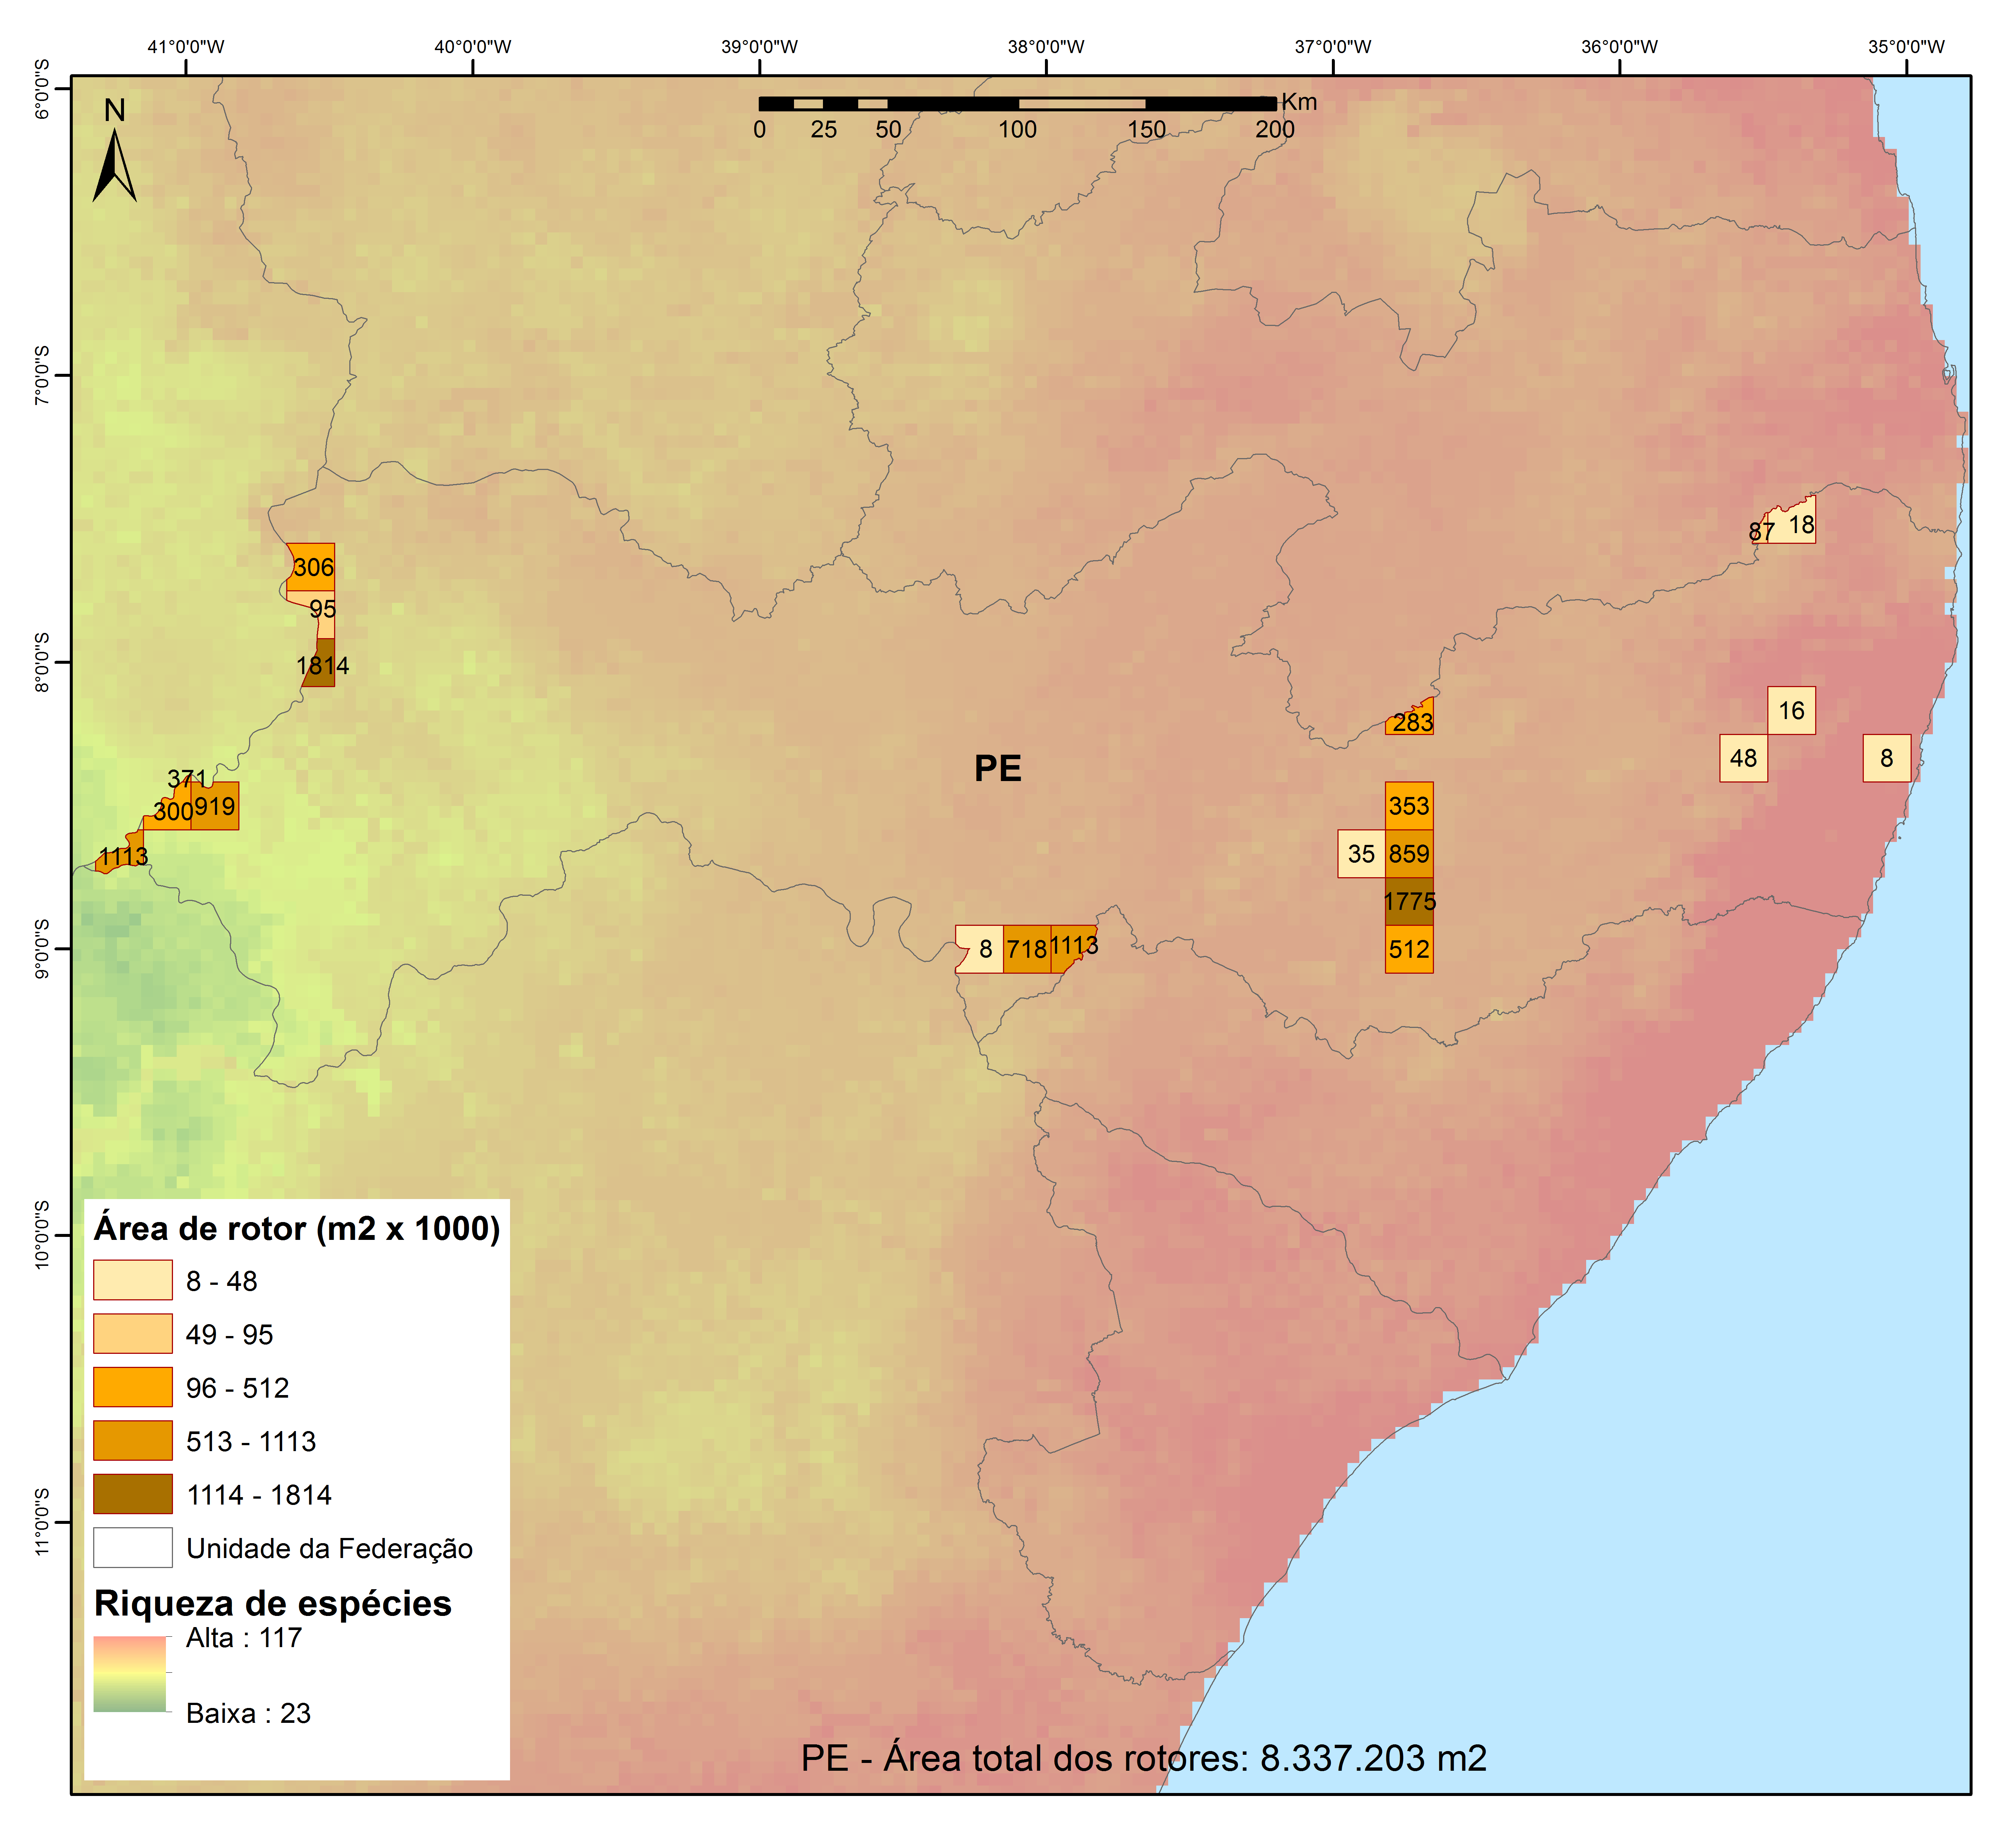 41°0'0"W 40°0'0"W 39°0'0"W 38°0'0"W 37°0'0"W 36°0'0"W 35°0'0"W
6°0'0"S
7°0'0"S
8°0'0"S
9°0'0"S
10°0'0"S
11°0'0"S
N
Km
0 25 50 100 150 200
87 18
306
95
1814
283
16
48 8
PE
371
300 919
353
1113
35 859
1775
8 718 1113
512
Área de rotor (m2 x 1000)
8 - 48
49 - 95
96 - 512
513 - 1113
1114 - 1814
Unidade da Federação
Riqueza de espécies
Alta : 117
Baixa : 23
PE - Área total dos rotores: 8.337.203 m2